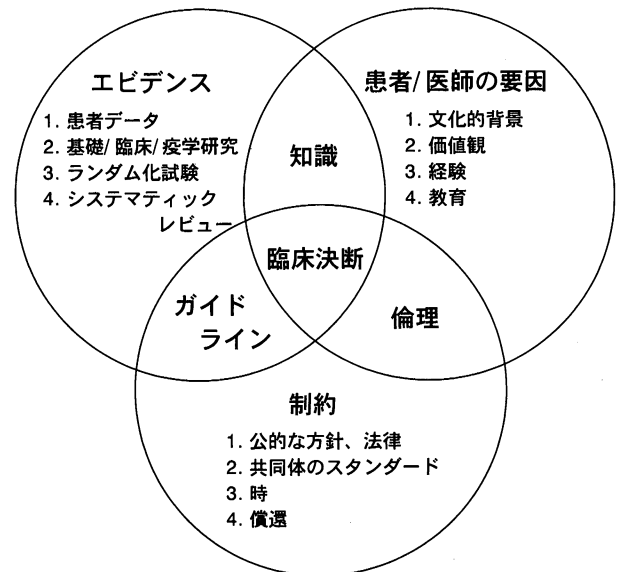 エビデンス
1. 患者データ
2. 基礎/臨床/疫学研究
3. ランダム化試験
4. システマティック
レビュー
患者/医師の要因
1. 文化的背景
2. 価値観
3. 経験
4. 教育
知識
臨床決断
ガイド
ライン
倫理
制約
1. 公的な方針、法律
2. 共同体のスタンダード
3. 時
4. 償還